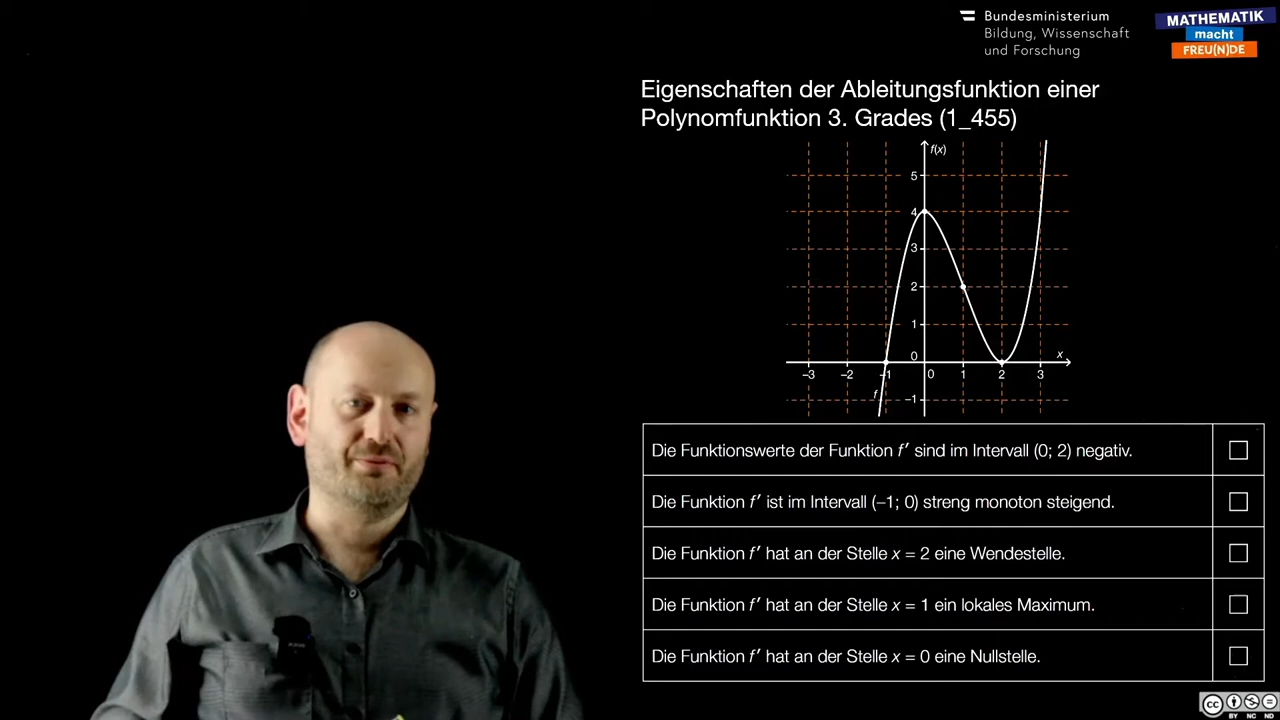 Bundesministerium
Bildung, Wissenschaft
und Forschung
MATHEMATIK
macht
FREU(N)DE
Eigenschaften der Ableitungsfunktion einer
Polynomfunktion 3. Grades (1_455)
f(x)
5
4
3
2
1
0
x
–3 –2 –1 0 1 2 3
f
–1
Die Funktionswerte der Funktion f′ sind im Intervall (0; 2) negativ.
Die Funktion f′ ist im Intervall (–1; 0) streng monoton steigend.
Die Funktion f′ hat an der Stelle x = 2 eine Wendestelle.
Die Funktion f′ hat an der Stelle x = 1 ein lokales Maximum.
Die Funktion f′ hat an der Stelle x = 0 eine Nullstelle.
cc
BY NC ND